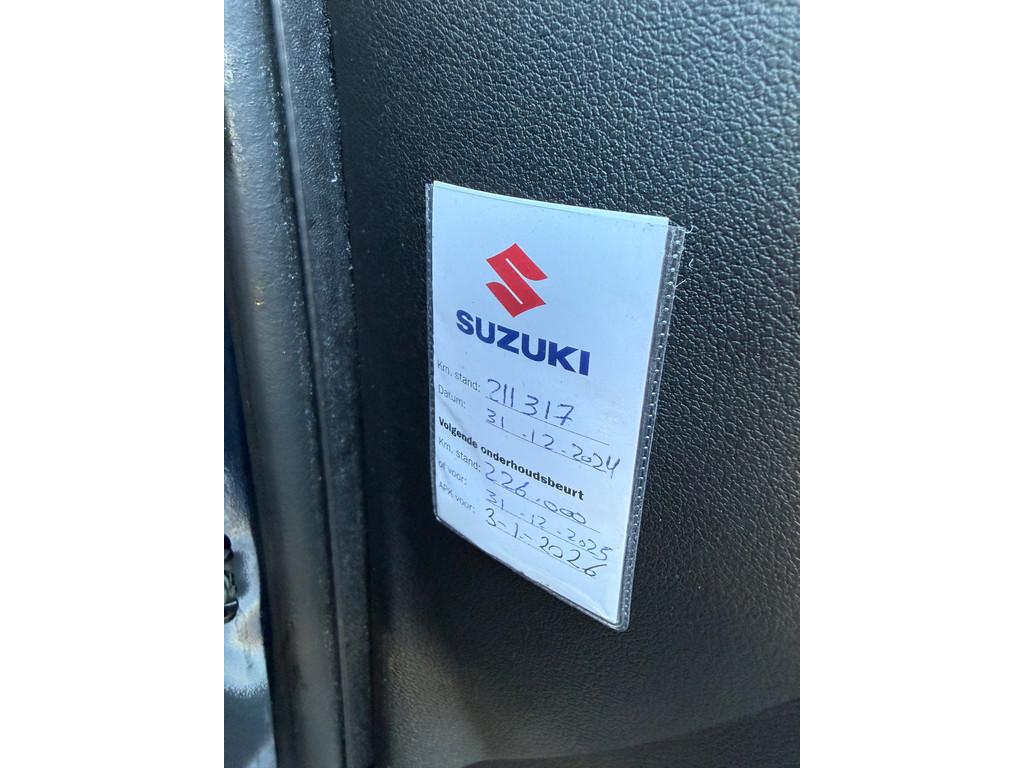 SUZUKI
Km. stand: 211317
Datum: 31-12-2024
Volgende onderhoudsbeurt
Km. stand: 226.000
of voor: 31-12-2025
APK voor: 3-1-2026